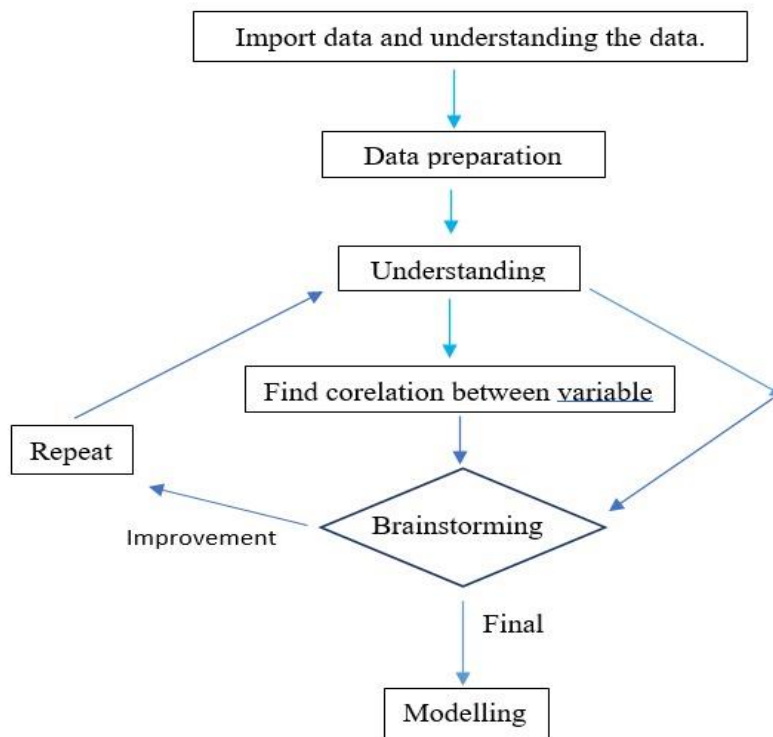 Import data and understanding the data.
Data preparation
Understanding
Find corelation between variable
Repeat
Brainstorming
Improvement
Final
Modelling